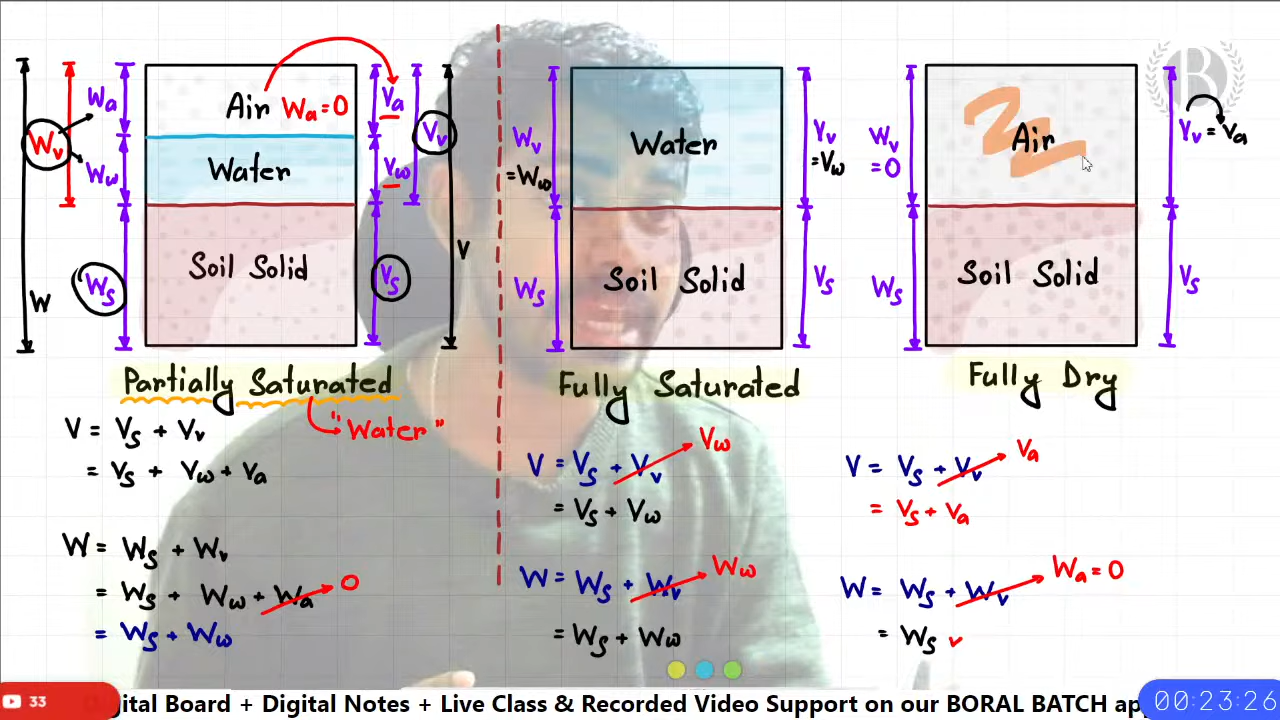 Wa
Wv
Ww
Ws
W
Air Wa = 0
Water
Soil Solid
Va
Vw
Vv
Vs
V
Partially Saturated
"Water"
V = Vs + Vv
= Vs + Vw + Va
W = Ws + Wv
= Ws + Ww + Wa 0
= Ws + Ww
Wv
= Ww
Ws
Water
Soil Solid
Vv
= Vw
Vs
Fully Saturated
V = Vs + Vv Vw
= Vs + Vw
W = Ws + Wv Ww
= Ws + Ww
Wv
= 0
Ws
Air
Soil Solid
B
Vv = Va
Vs
Fully Dry
V = Vs + Vv Va
= Vs + Va
W = Ws + Wv Wa = 0
= Ws
33
igital Board + Digital Notes + Live Class & Recorded Video Support on our BORAL BATCH ap
00:23:26